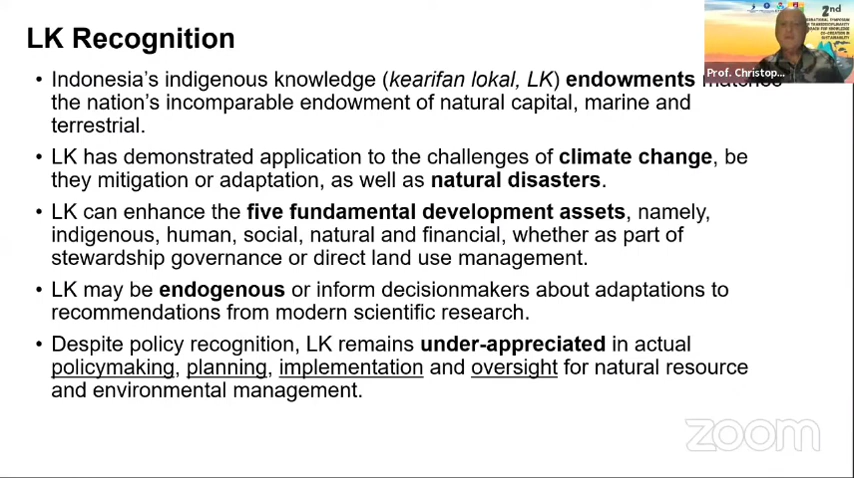 LK Recognition
2nd
INTERNATIONAL SYMPOSIUM
Prof. Christop...
• Indonesia's indigenous knowledge (kearifan lokal, LK) endowments matches
the nation's incomparable endowment of natural capital, marine and
terrestrial.
• LK has demonstrated application to the challenges of climate change, be
they mitigation or adaptation, as well as natural disasters.
• LK can enhance the five fundamental development assets, namely,
indigenous, human, social, natural and financial, whether as part of
stewardship governance or direct land use management.
• LK may be endogenous or inform decisionmakers about adaptations to
recommendations from modern scientific research.
• Despite policy recognition, LK remains under-appreciated in actual
policymaking, planning, implementation and oversight for natural resource
and environmental management.
zoom